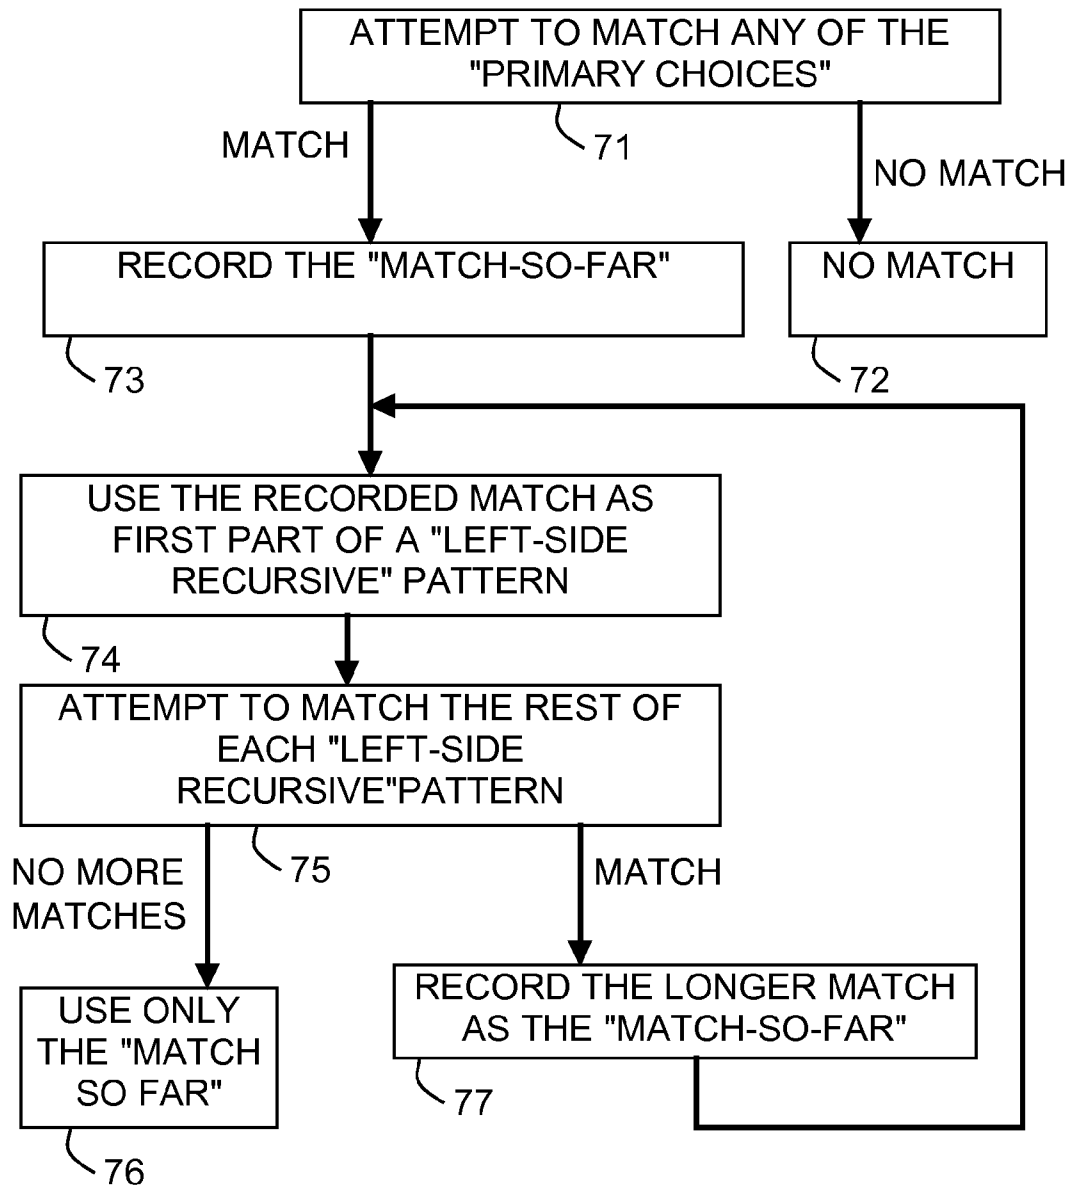 ATTEMPT TO MATCH ANY OF THE
"PRIMARY CHOICES"
71
MATCH
NO MATCH
RECORD THE "MATCH-SO-FAR"
NO MATCH
73
72
USE THE RECORDED MATCH AS
FIRST PART OF A "LEFT-SIDE
RECURSIVE" PATTERN
74
ATTEMPT TO MATCH THE REST OF
EACH "LEFT-SIDE
RECURSIVE"PATTERN
75
NO MORE
MATCHES
MATCH
USE ONLY
THE "MATCH
SO FAR"
RECORD THE LONGER MATCH
AS THE "MATCH-SO-FAR"
77
76